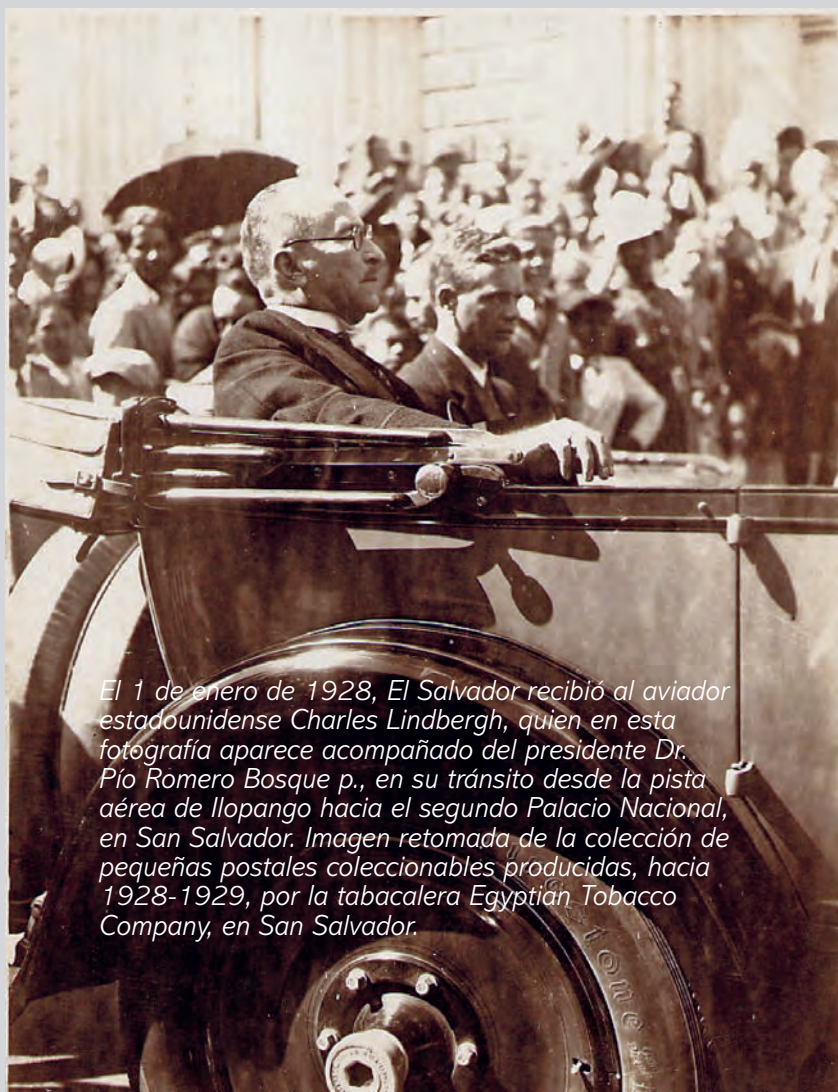 El 1 de enero de 1928, El Salvador recibió al aviador
estadounidense Charles Lindbergh, quien en esta
fotografía aparece acompañado del presidente Dr.
Pío Romero Bosque p., en su tránsito desde la pista
aérea de Ilopango hacia el segundo Palacio Nacional,
en San Salvador. Imagen retomada de la colección de
pequeñas postales coleccionables producidas, hacia
1928-1929, por la tabacalera Egyptian Tobacco
Company, en San Salvador.
Firestone